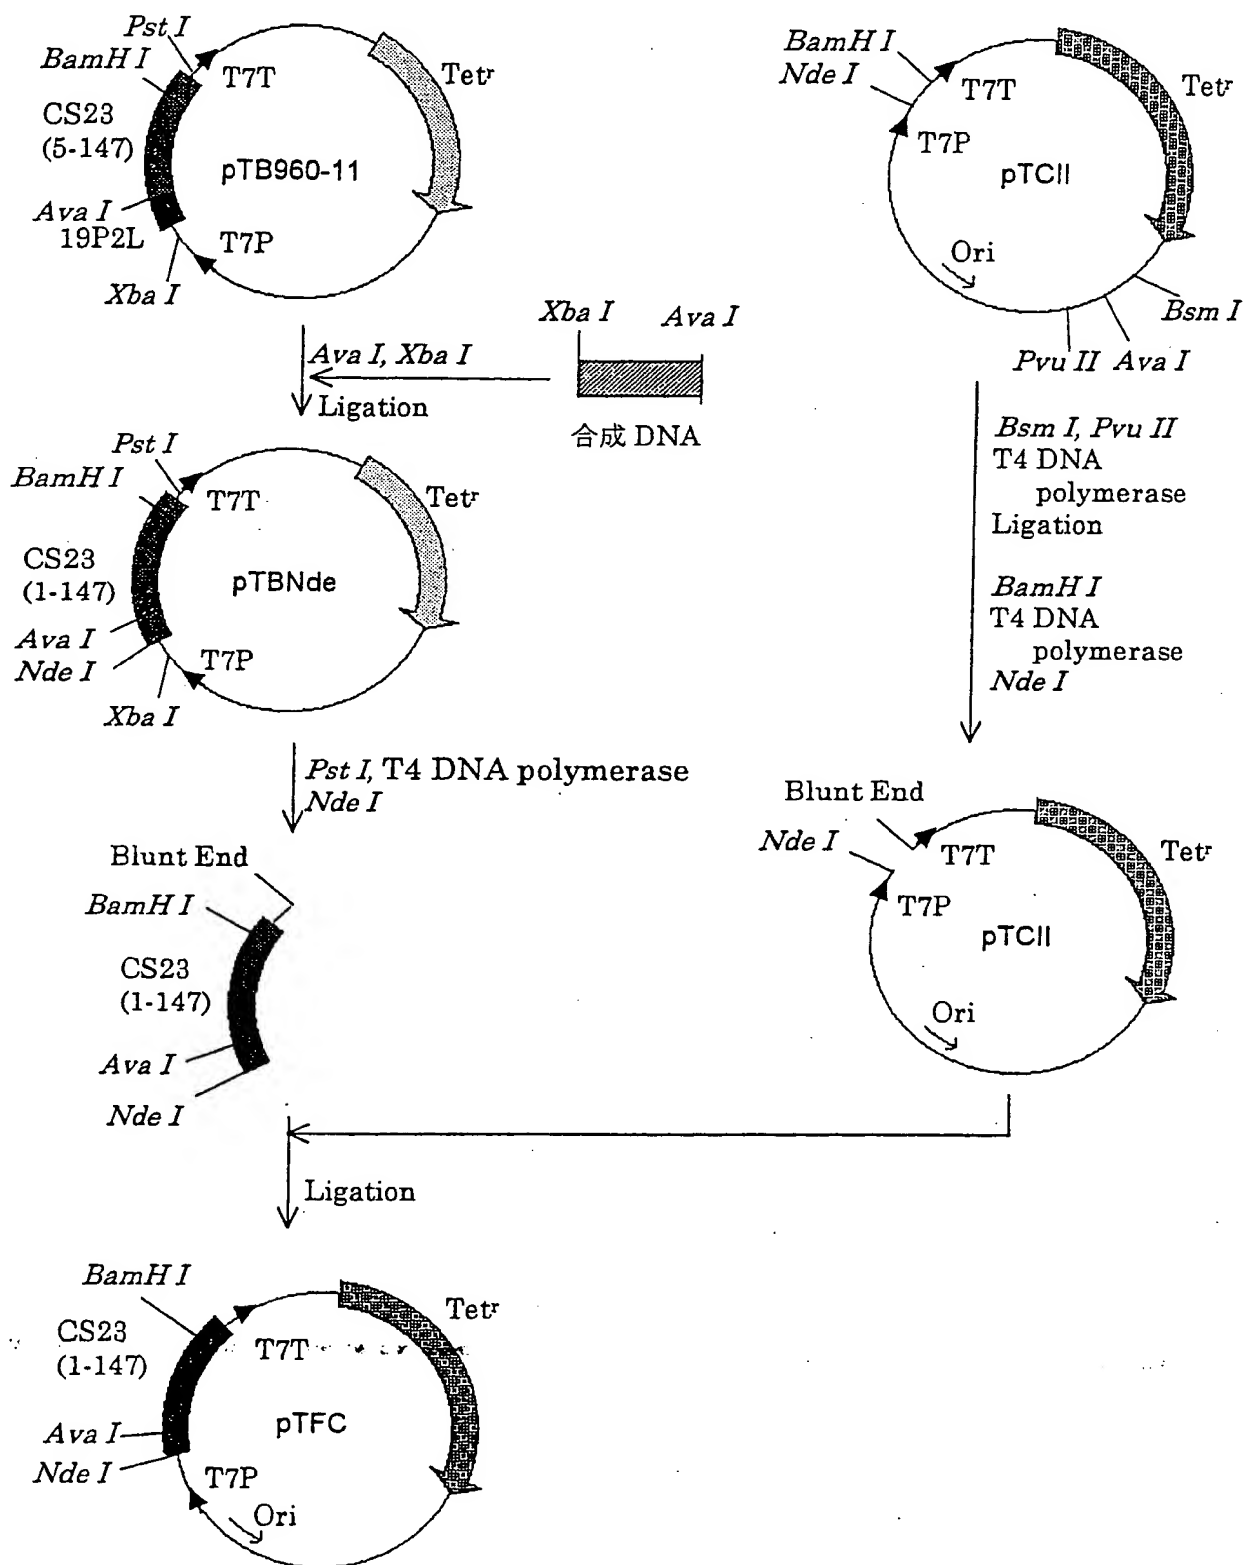 Pst I
BamH I
T7T
Tetr
CS23
(5-147)
pTB960-11
Ava I
19P2L
T7P
Xba I
BamH I
Nde I
T7T
Tetr
T7P
pTCII
Ori
Bsm I
Pvu II
Ava I
Ava I, Xba I
Ligation
Xba I
Ava I
合成 DNA
Pst I
BamH I
T7T
Tetr
CS23
(1-147)
pTBNde
Ava I
Nde I
T7P
Xba I
Bsm I, Pvu II
T4 DNA
polymerase
Ligation
BamH I
T4 DNA
polymerase
Nde I
Pst I, T4 DNA polymerase
Nde I
Blunt End
BamH I
CS23
(1-147)
Ava I
Nde I
Blunt End
Nde I
T7T
Tetr
T7P
pTCII
Ori
Ligation
BamH I
CS23
(1-147)
T7T
Tetr
pTFC
Ava I
Nde I
T7P
Ori